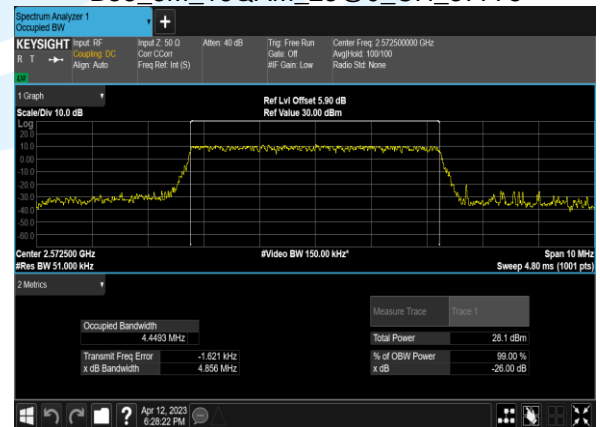 Spectrum Analyzer 1
Occupied BW
+
KEYSIGHT
R T
Input: RF
Coupling: DC
Align: Auto
Input Z: 50 Ω
Corr CCorr
Freq Ref: Int (S)
Atten: 40 dB
Trig: Free Run
Gate: Off
#IF Gain: Low
Center Freq: 2.572500000 GHz
Avg|Hold: 100/100
Radio Std: None
1 Graph
Scale/Div 10.0 dB
Ref Lvl Offset 5.90 dB
Ref Value 30.00 dBm
Log
20.0
10.0
0.00
-10.0
-20.0
-30.0
-40.0
-50.0
-60.0
Center 2.572500 GHz
#Video BW 150.00 kHz*
Span 10 MHz
#Res BW 51.000 kHz
Sweep 4.80 ms (1001 pts)
2 Metrics
Measure Trace
Trace 1
Occupied Bandwidth
4.4493 MHz
Total Power
28.1 dBm
Transmit Freq Error
-1.621 kHz
% of OBW Power
99.00 %
x dB Bandwidth
4.856 MHz
x dB
-26.00 dB
?
Apr 12, 2023
6:28:22 PM